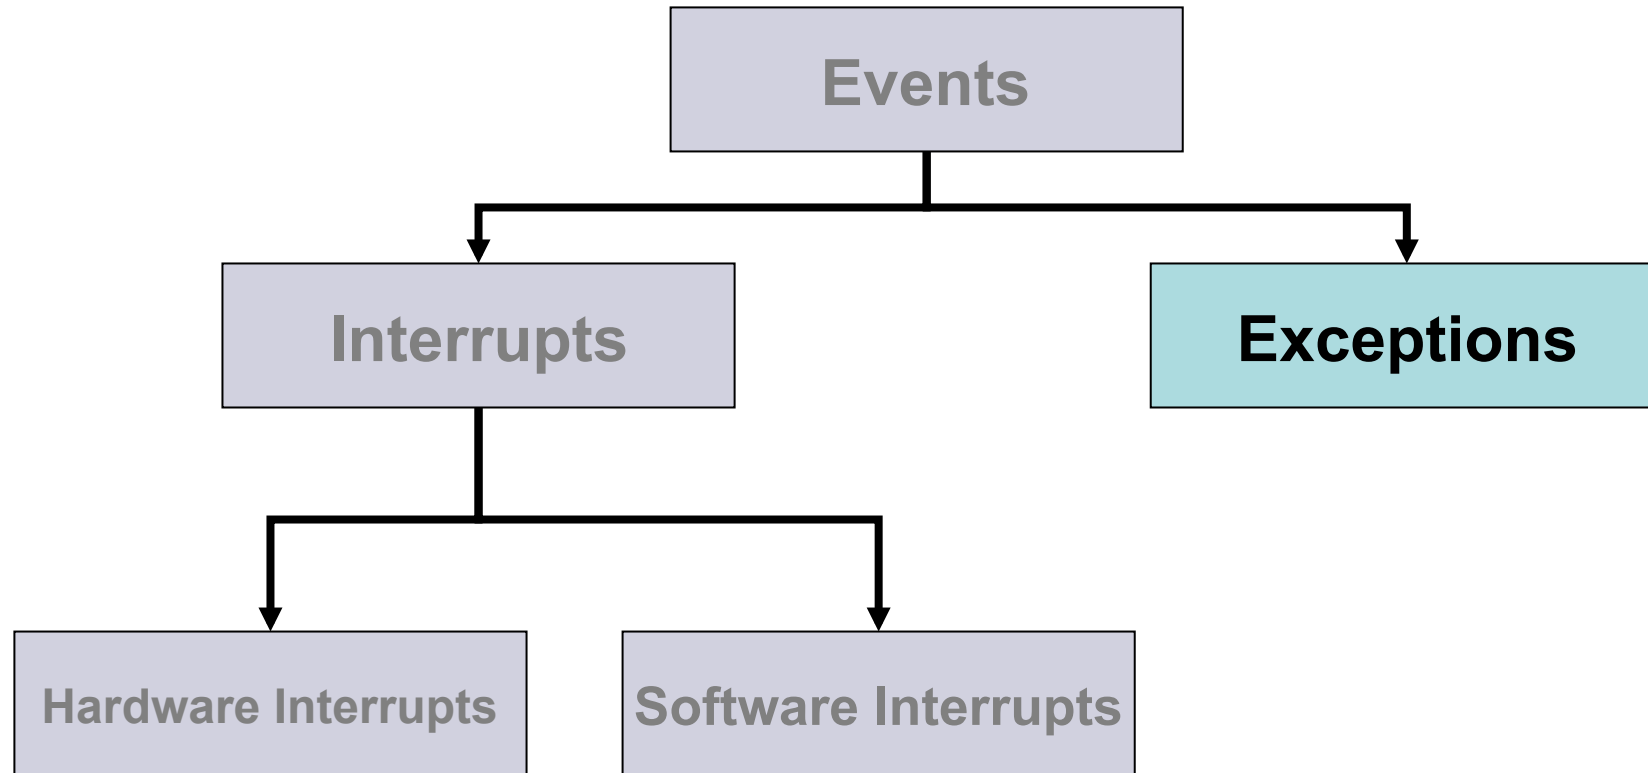 Events
Interrupts
Exceptions
Hardware Interrupts
Software Interrupts